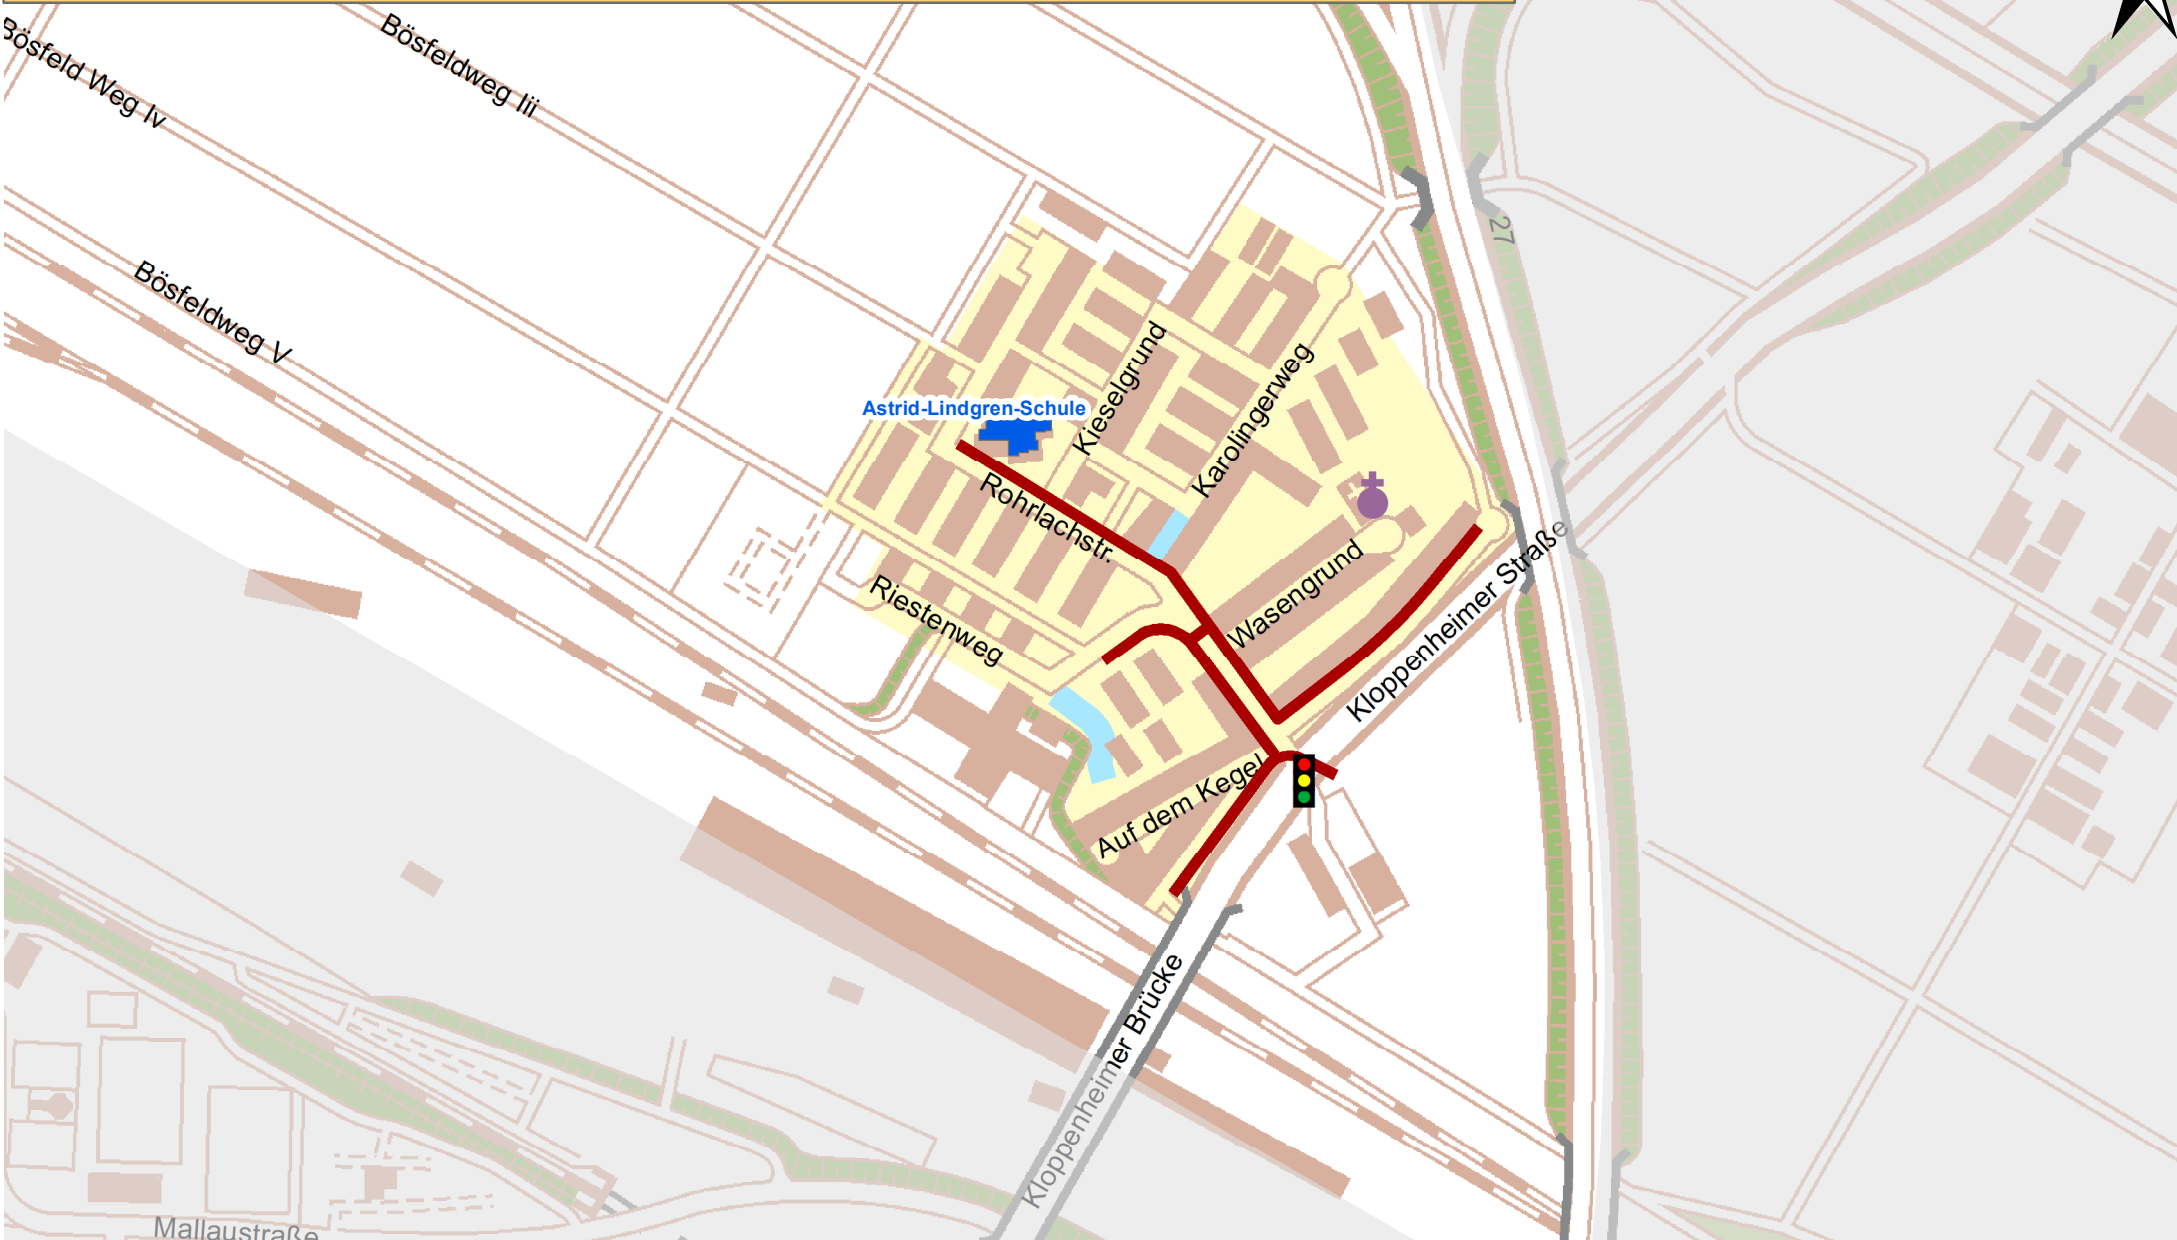 Bösfeld Weg Iv
Bösfeldweg Iii
Bösfeldweg V
27
Astrid-Lindgren-Schule
Kieselgrund
Karolingerweg
Rohrlachstr.
Riestenweg
Wasengrund
Kloppenheimer Straße
Auf dem Kegel
Kloppenheimer Brücke
Mallaustraße